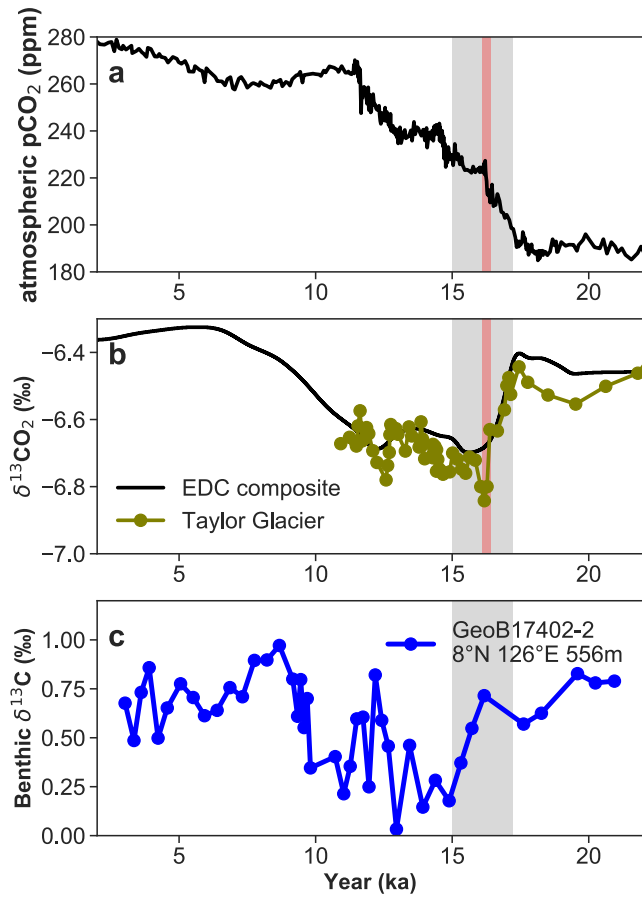 280
260
240
220
200
180
atmospheric pCO₂ (ppm)
a
5
10
15
20
−6.4
−6.6
−6.8
−7.0
δ¹³CO₂ (‰)
b
EDC composite
Taylor Glacier
5
10
15
20
1.00
0.75
0.50
0.25
0.00
Benthic δ¹³C (‰)
c
GeoB17402-2
8°N 126°E 556m
5
10
15
20
Year (ka)